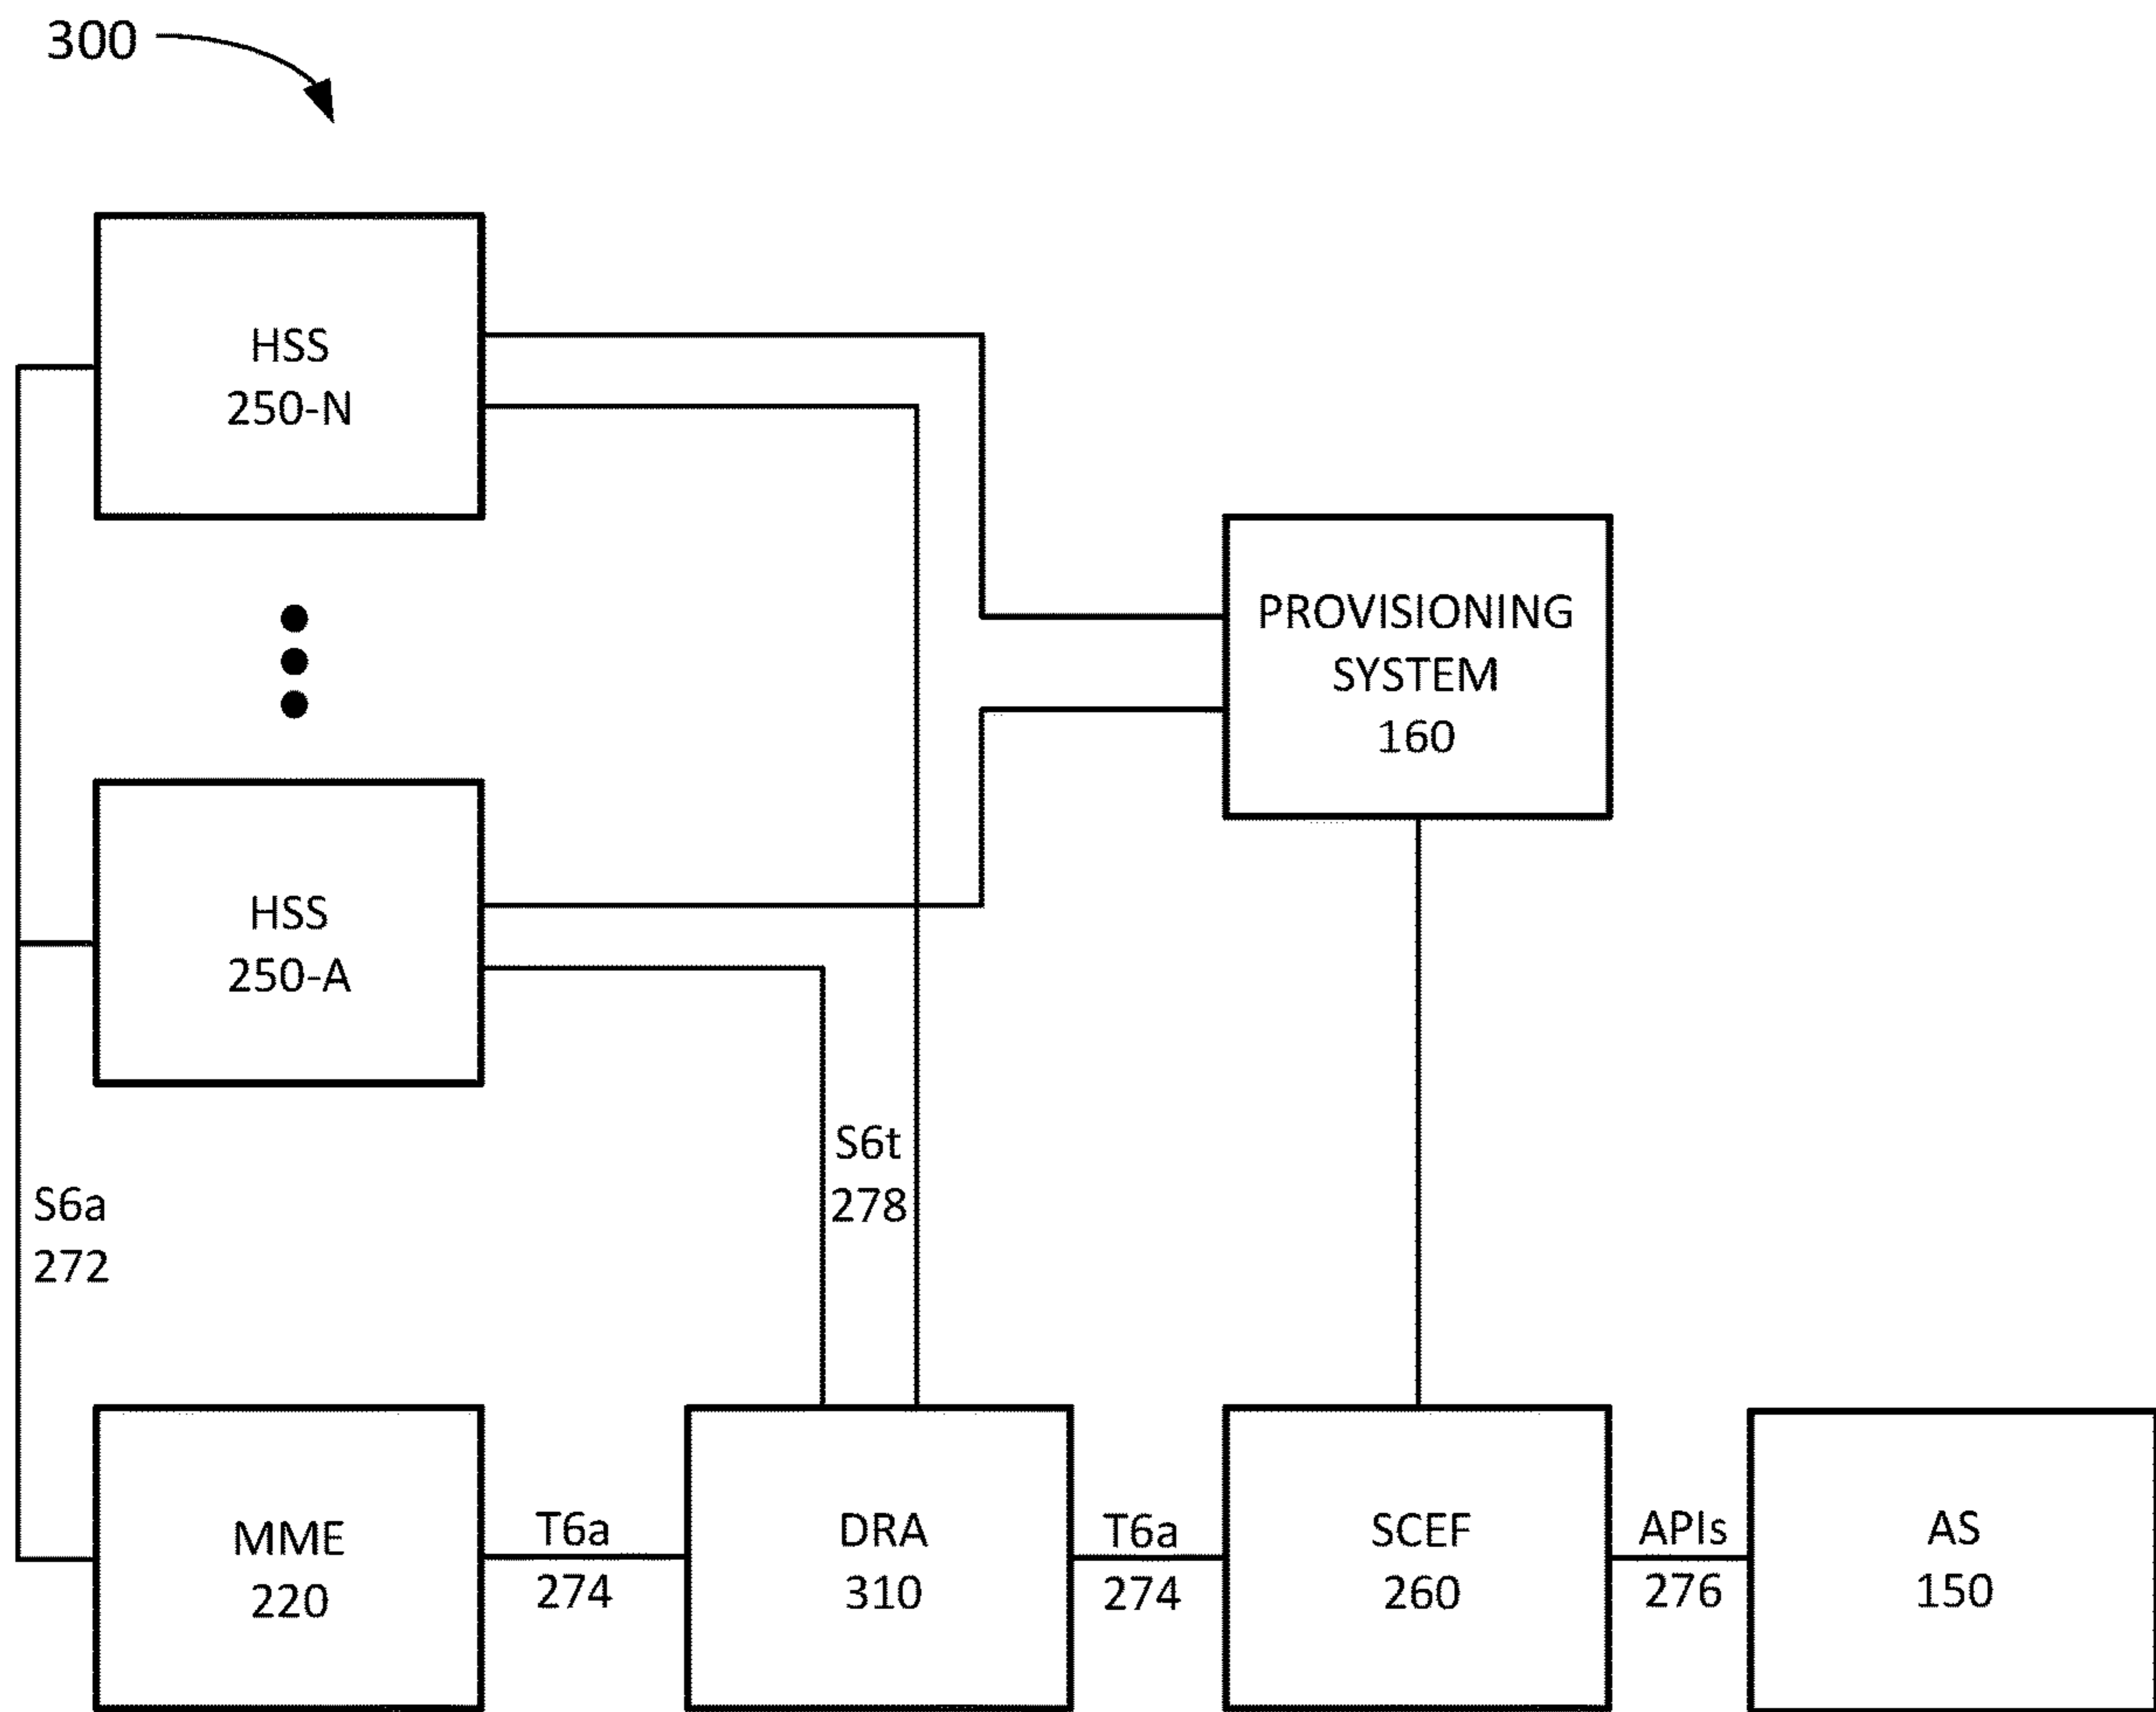 300
HSS
250-N
PROVISIONING
SYSTEM
160
HSS
250-A
S6t
278
S6a
272
MME
220
T6a
274
DRA
310
T6a
274
SCEF
260
APIs
276
AS
150